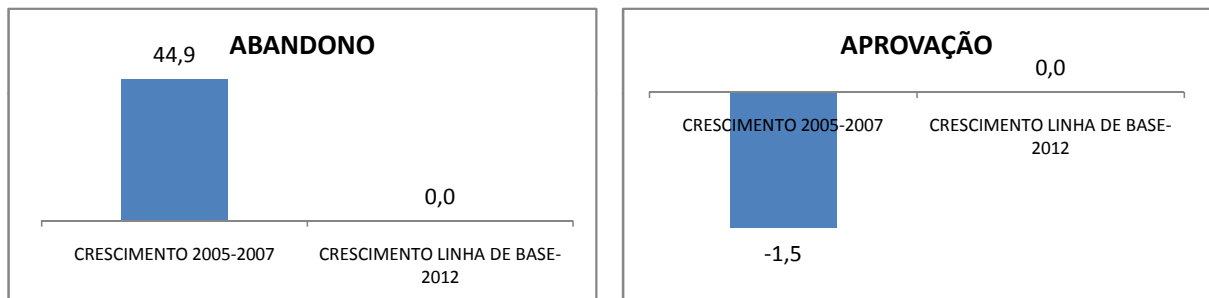 ABANDONO
44,9
0,0
CRESCIMENTO 2005-2007
CRESCIMENTO LINHA DE BASE-
2012
APROVAÇÃO
0,0
CRESCIMENTO 2005-2007
CRESCIMENTO LINHA DE BASE-
2012
-1,5